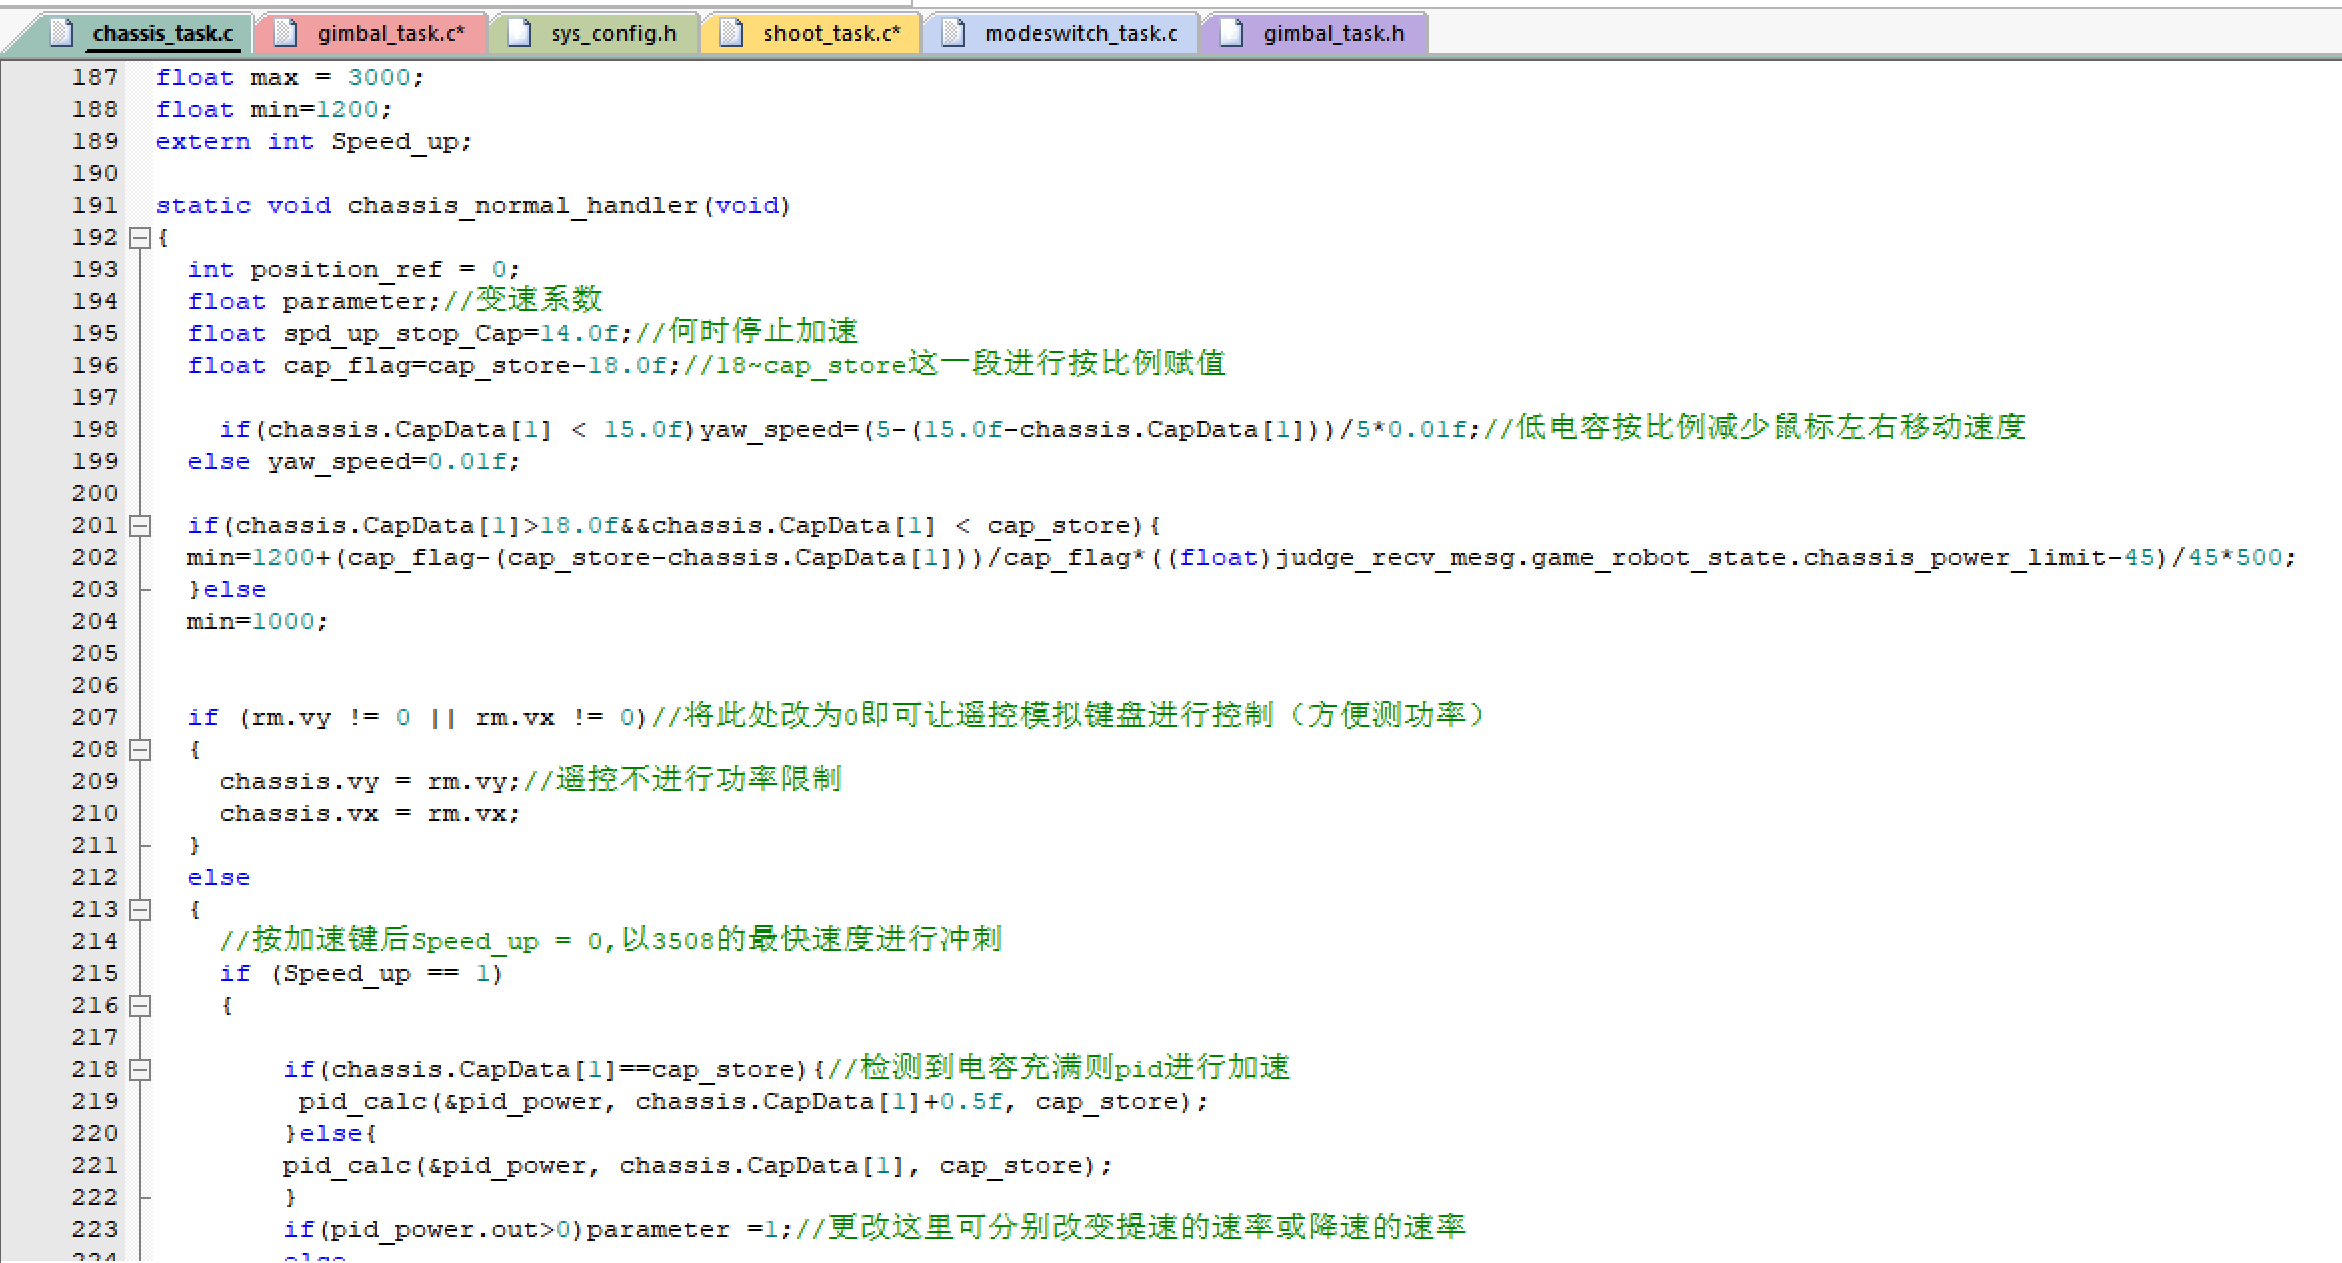 chassis_task.c gimbal_task.c* sys_config.h shoot_task.c* modeswitch_task.c gimbal_task.h
187 float max = 3000;
188 float min=1200;
189 extern int Speed_up;
190
191 static void chassis_normal_handler(void)
192 {
193 int position_ref = 0;
194 float parameter;//变速系数
195 float spd_up_stop_Cap=14.0f;//何时停止加速
196 float cap_flag=cap_store-18.0f;//18~cap_store这一段进行按比例赋值
197
198 if(chassis.CapData[1] < 15.0f)yaw_speed=(5-(15.0f-chassis.CapData[1]))/5*0.01f;//低电容按比例减少鼠标左右移动速度
199 else yaw_speed=0.01f;
200
201 if(chassis.CapData[1]>18.0f&&chassis.CapData[1] < cap_store){
202 min=1200+(cap_flag-(cap_store-chassis.CapData[1]))/cap_flag*((float)judge_recv_mesg.game_robot_state.chassis_power_limit-45)/45*500;
203 }else
204 min=1000;
205
206
207 if (rm.vy != 0 || rm.vx != 0)//将此处改为0即可让遥控模拟键盘进行控制（方便测功率）
208 {
209 chassis.vy = rm.vy;//遥控不进行功率限制
210 chassis.vx = rm.vx;
211 }
212 else
213 {
214 //按加速键后Speed_up = 0,以3508的最快速度进行冲刺
215 if (Speed_up == 1)
216 {
217
218 if(chassis.CapData[1]==cap_store){//检测到电容充满则pid进行加速
219 pid_calc(&pid_power, chassis.CapData[1]+0.5f, cap_store);
220 }else{
221 pid_calc(&pid_power, chassis.CapData[1], cap_store);
222 }
223 if(pid_power.out>0)parameter =1;//更改这里可分别改变提速的速率或降速的速率
224 else